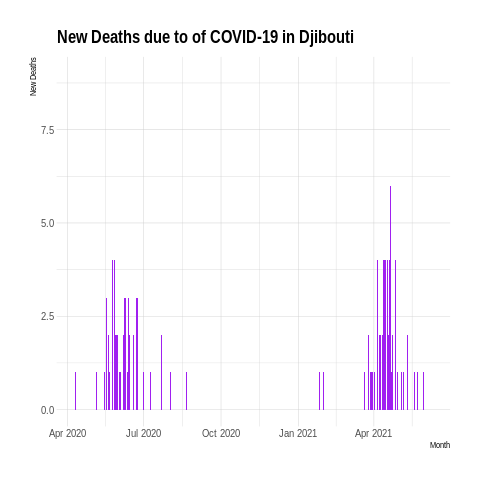 New Deaths due to of COVID-19 in Djibouti
New Deaths
7.5
5.0
2.5
0.0
Apr 2020 Jul 2020 Oct 2020 Jan 2021 Apr 2021
Month